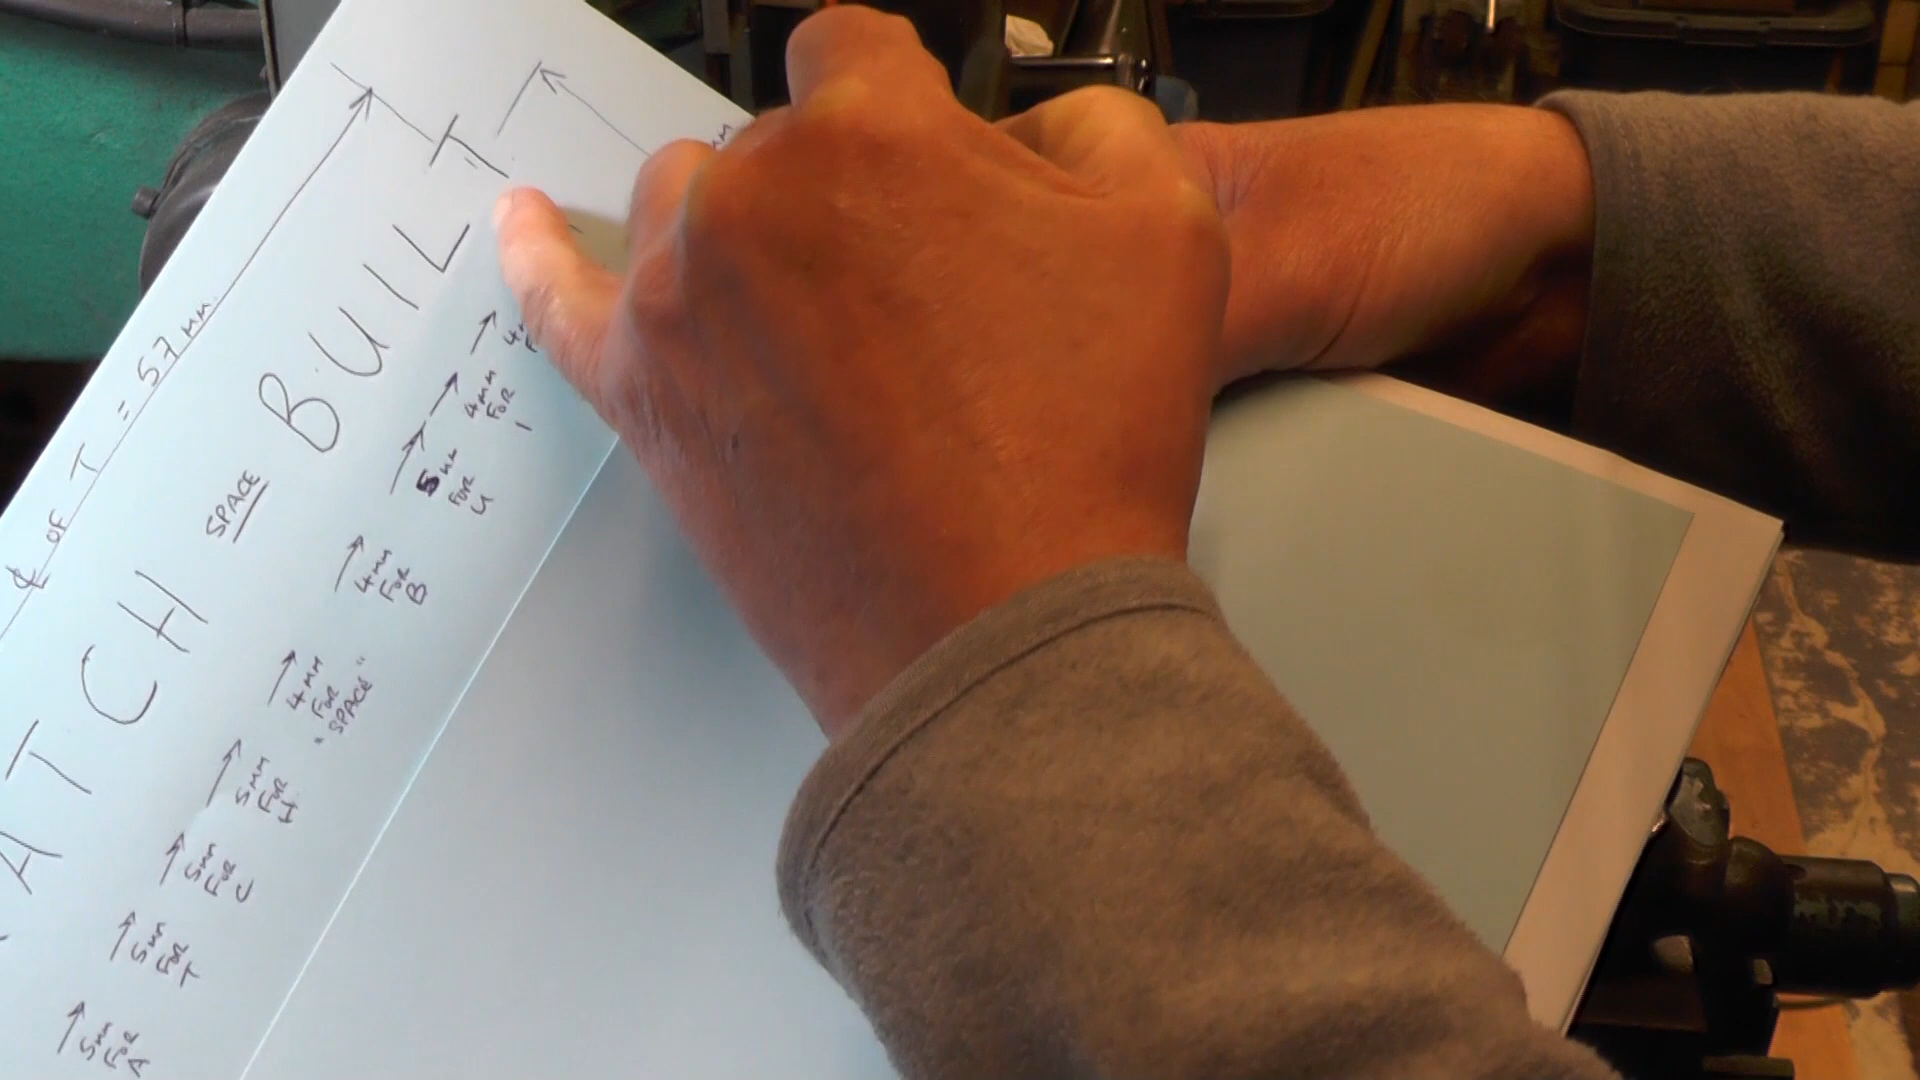 ℄ OF T = 57 MM.
ATCH SPACE BUILT
5MM FOR A
5MM FOR T
5MM FOR C
5MM FOR H
4MM FOR "SPACE"
4MM FOR B
5MM FOR U
4MM FOR I
MM